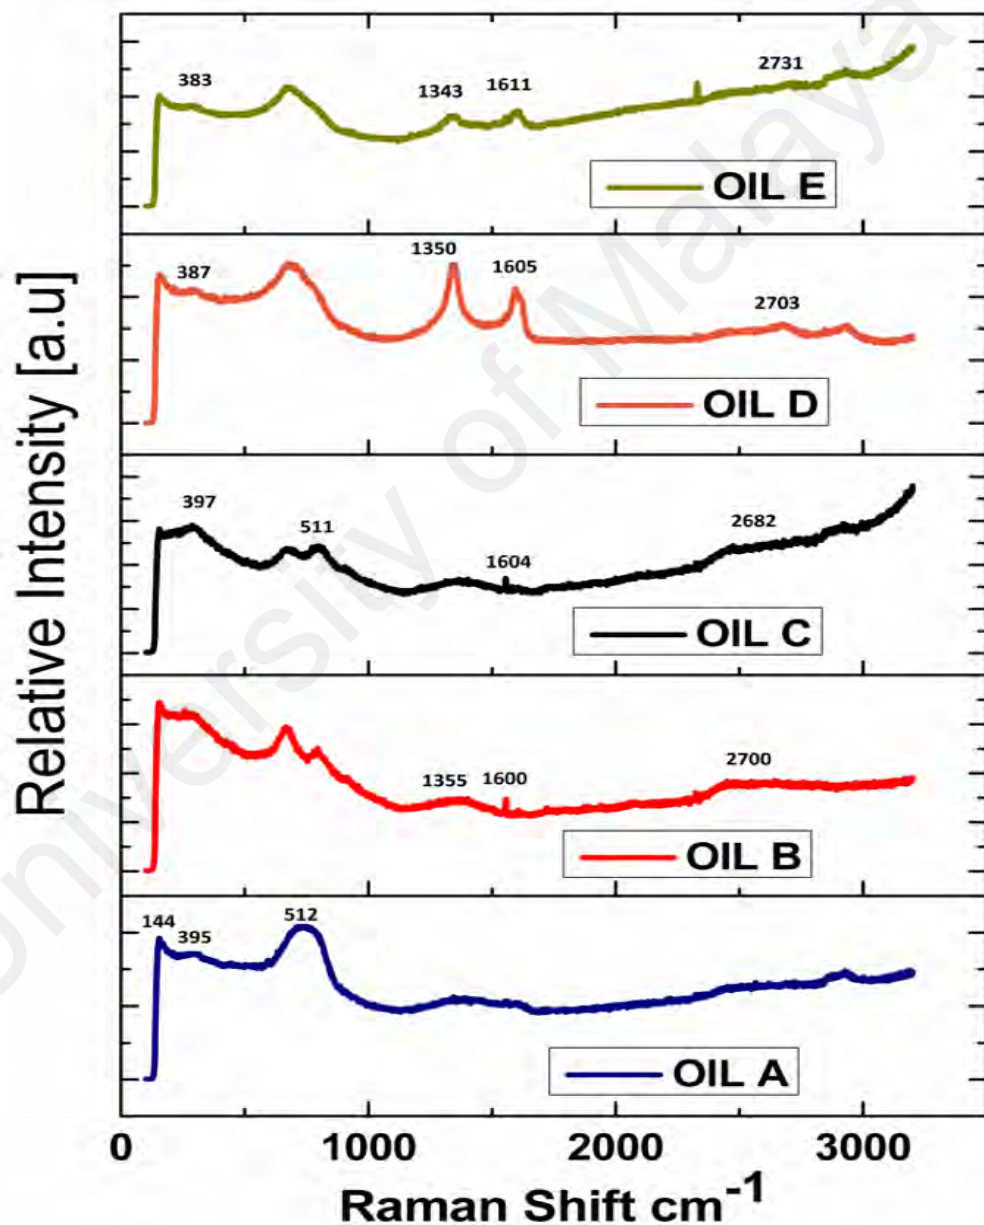 383
1343
1611
2731
OIL E
387
1350
1605
2703
OIL D
397
511
1604
2682
OIL C
1355
1600
2700
OIL B
144
395
512
OIL A
0 1000 2000 3000
Raman Shift cm-1
Relative Intensity [a.u]
University of Malaya